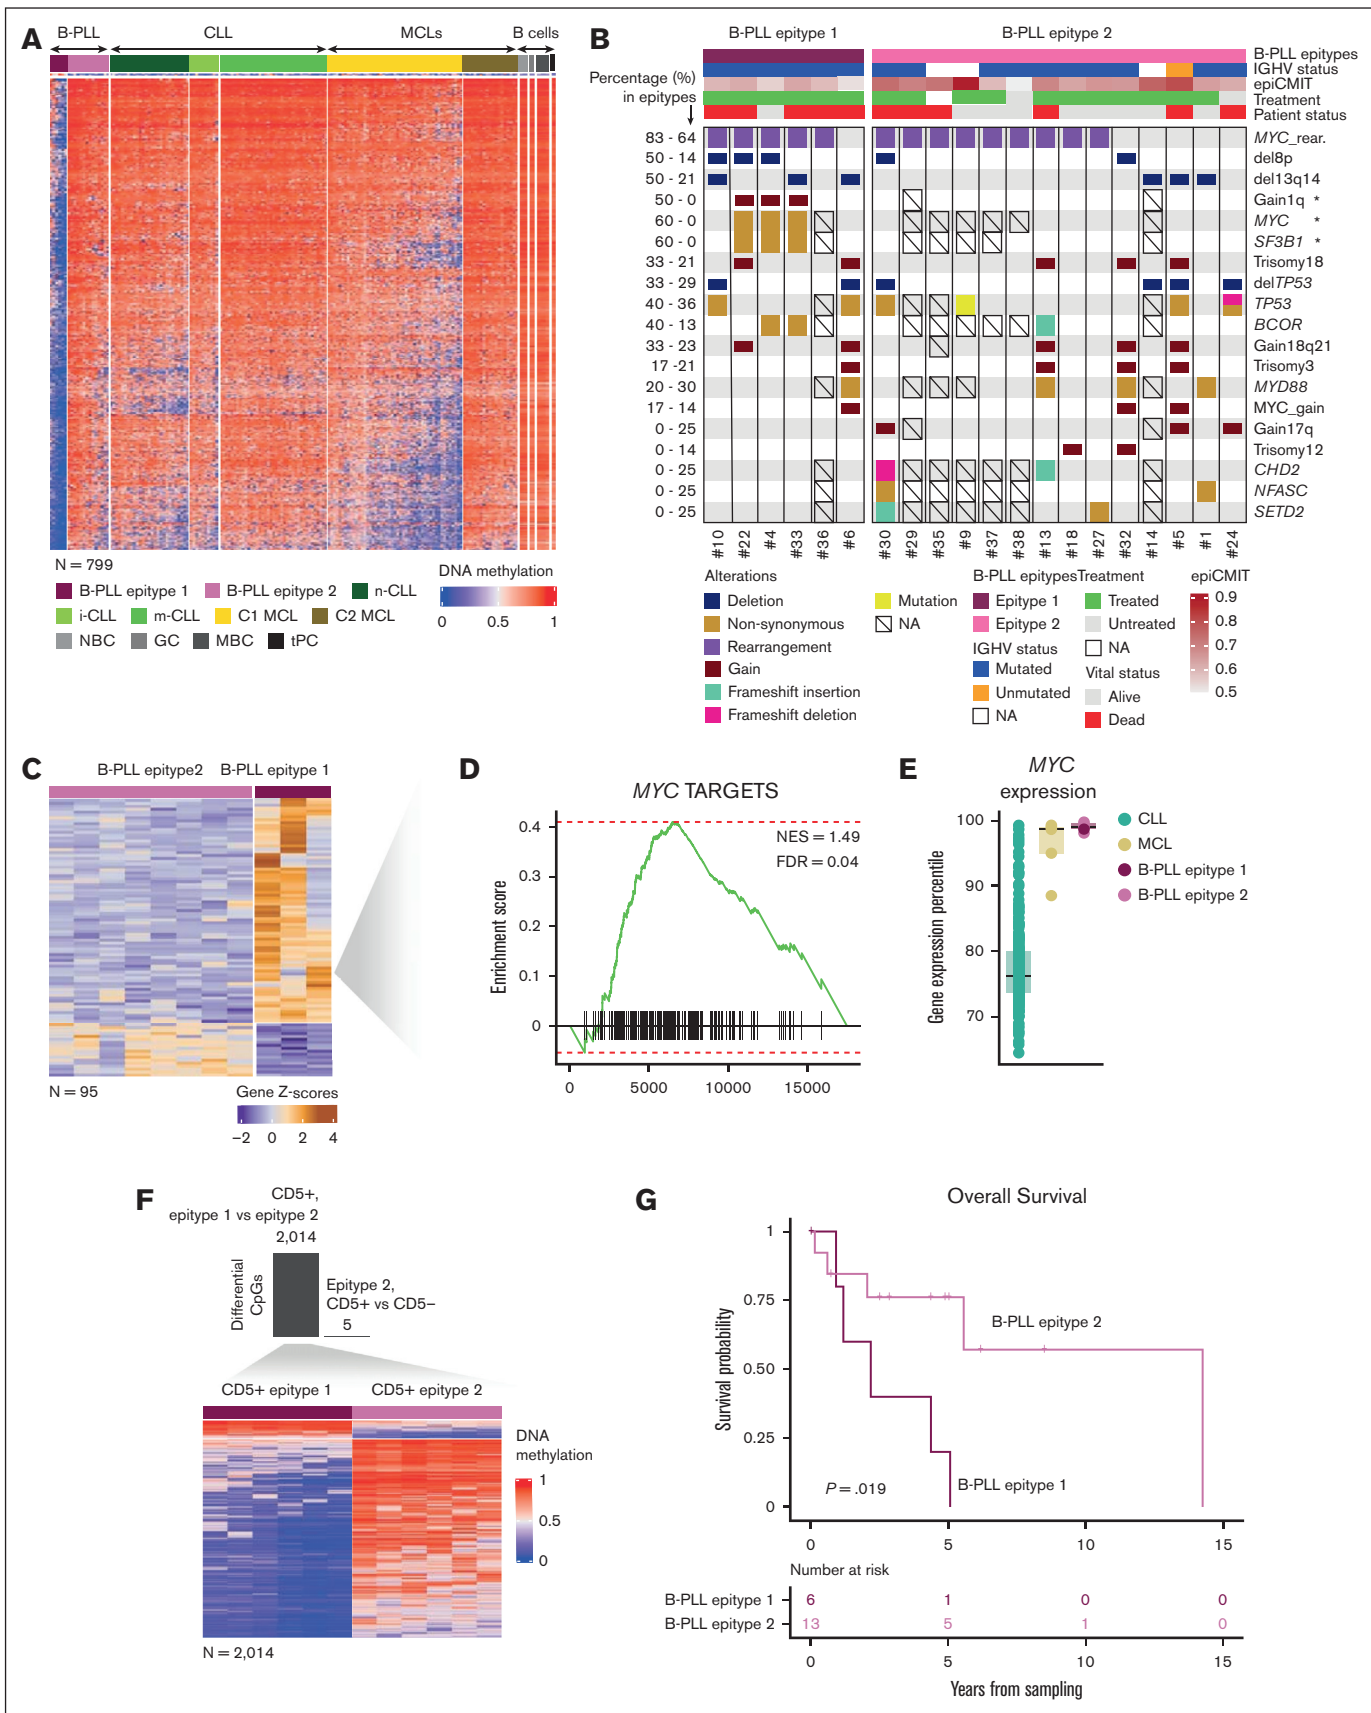 A
B-PLL
CLL
MCLs
B cells
N = 799
B-PLL epitype 1
B-PLL epitype 2
n-CLL
i-CLL
m-CLL
C1 MCL
C2 MCL
NBC
GC
MBC
tPC
DNA methylation
0
0.5
1
B
B-PLL epitype 1
B-PLL epitype 2
Percentage (%)
in epitypes
B-PLL epitypes
IGHV status
epiCMIT
Treatment
Patient status
83 - 64 MYC_rear.
50 - 14 del8p
50 - 21 del13q14
50 - 0 Gain1q *
60 - 0 MYC *
60 - 0 SF3B1 *
33 - 21 Trisomy18
33 - 29 delTP53
40 - 36 TP53
40 - 13 BCOR
33 - 23 Gain18q21
17 -21 Trisomy3
20 - 30 MYD88
17 - 14 MYC_gain
0 - 25 Gain17q
0 - 14 Trisomy12
0 - 25 CHD2
0 - 25 NFASC
0 - 25 SETD2
#10 #22 #4 #33 #36 #6 #30 #29 #35 #9 #37 #38 #13 #18 #27 #32 #14 #5 #1 #24
Alterations
Deletion
Non-synonymous
Rearrangement
Gain
Frameshift insertion
Frameshift deletion
Mutation
NA
B-PLL epitypes
Epitype 1
Epitype 2
IGHV status
Mutated
Unmutated
NA
Treatment
Treated
Untreated
NA
Vital status
Alive
Dead
epiCMIT
0.9
0.8
0.7
0.6
0.5
C
B-PLL epitype2
B-PLL epitype 1
N = 95
Gene Z-scores
−2 0 2 4
D
MYC TARGETS
NES = 1.49
FDR = 0.04
Enrichment score
0.4
0.3
0.2
0.1
0
0 5000 10000 15000
E
MYC
expression
Gene expression percentile
100
90
80
70
CLL
MCL
B-PLL epitype 1
B-PLL epitype 2
F
CD5+,
epitype 1 vs epitype 2
2,014
Differential
CpGs
Epitype 2,
CD5+ vs CD5−
5
CD5+ epitype 1
CD5+ epitype 2
DNA
methylation
1
0.5
0
N = 2,014
G
Overall Survival
Survival probability
1
0.75
0.50
0.25
0
B-PLL epitype 2
B-PLL epitype 1
P = .019
0 5 10 15
Number at risk
B-PLL epitype 1 6 1 0 0
B-PLL epitype 2 13 5 1 0
0 5 10 15
Years from sampling